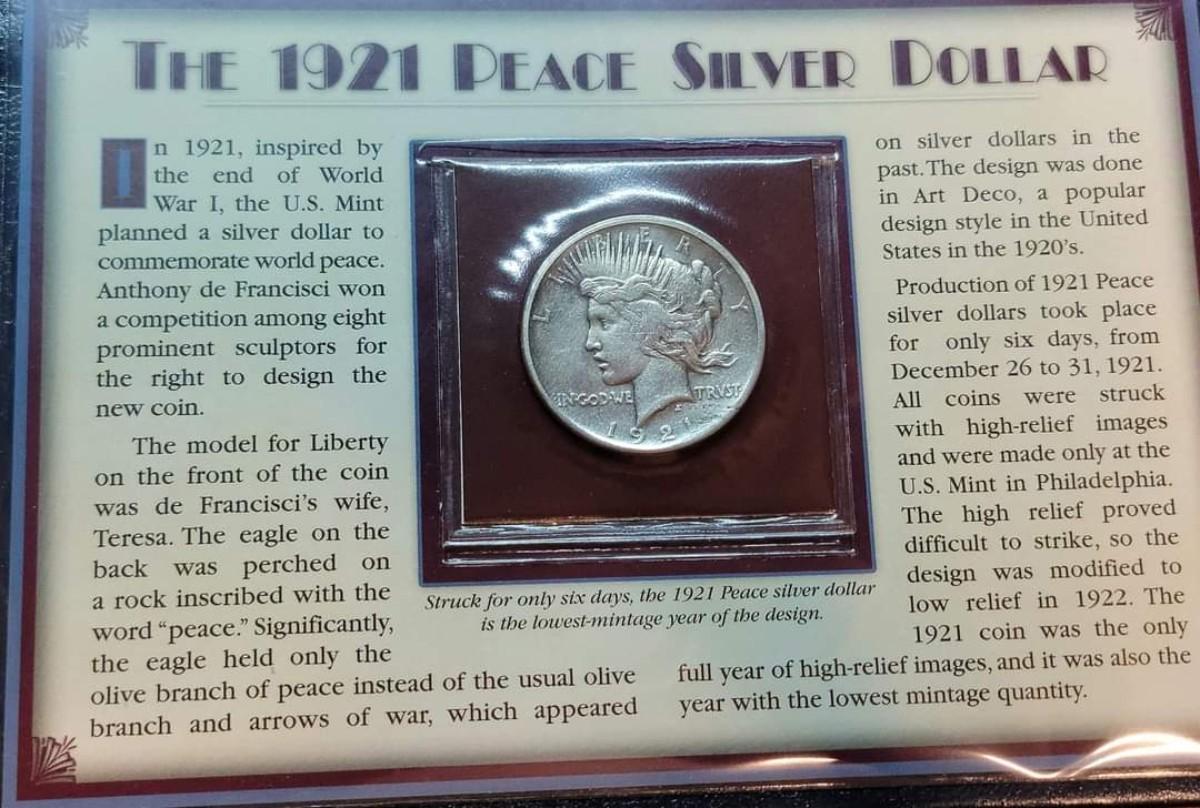 THE 1921 PEACE SILVER DOLLAR
In 1921, inspired by
the end of World
War I, the U.S. Mint
planned a silver dollar to
commemorate world peace.
Anthony de Francisci won
a competition among eight
prominent sculptors for
the right to design the
new coin.
The model for Liberty
on the front of the coin
was de Francisci's wife,
Teresa. The eagle on the
back was perched on
a rock inscribed with the
word “peace.” Significantly,
the eagle held only the
olive branch of peace instead of the usual olive
branch and arrows of war, which appeared
LIBERTY
IN·GOD·WE TRVST
1921
Struck for only six days, the 1921 Peace silver dollar
is the lowest-mintage year of the design.
on silver dollars in the
past. The design was done
in Art Deco, a popular
design style in the United
States in the 1920's.
Production of 1921 Peace
silver dollars took place
for only six days, from
December 26 to 31, 1921.
All coins were struck
with high-relief images
and were made only at the
U.S. Mint in Philadelphia.
The high relief proved
difficult to strike, so the
design was modified to
low relief in 1922. The
1921 coin was the only
full year of high-relief images, and it was also the
year with the lowest mintage quantity.